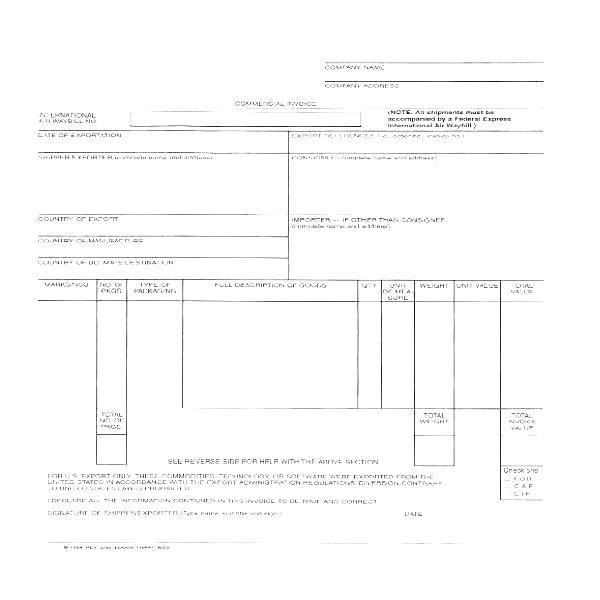 COMPANY NAME
COMPANY ADDRESS
COMMERCIAL INVOICE
INTERNATIONAL
AIR WAYBILL NO.
(NOTE: All shipments must be
accompanied by a Federal Express
International Air Waybill.)
DATE OF EXPORTATION
EXPORT REFERENCES (i.e., order no., invoice no.)
SHIPPER/EXPORTER (complete name and address)
CONSIGNEE (complete name and address)
COUNTRY OF EXPORT
IMPORTER — IF OTHER THAN CONSIGNEE
(complete name and address)
COUNTRY OF MANUFACTURE
COUNTRY OF ULTIMATE DESTINATION
MARKS/NOS NO. OF PKGS TYPE OF PACKAGING FULL DESCRIPTION OF GOODS QTY UNIT OF MEA- SURE WEIGHT UNIT VALUE TOTAL VALUE
TOTAL NO. OF PKGS TOTAL WEIGHT TOTAL INVOICE VALUE
SEE REVERSE SIDE FOR HELP WITH THE ABOVE SECTION
Check one
F.O.B.
C & F
C.I.F.
FOR U.S. EXPORT ONLY: THESE COMMODITIES, TECHNOLOGY, OR SOFTWARE WERE EXPORTED FROM THE
UNITED STATES IN ACCORDANCE WITH THE EXPORT ADMINISTRATION REGULATIONS. DIVERSION CONTRARY
TO UNITED STATES LAW IS PROHIBITED.
I DECLARE ALL THE INFORMATION CONTAINED IN THIS INVOICE TO BE TRUE AND CORRECT
SIGNATURE OF SHIPPER/EXPORTER (Type name and title and sign.)
DATE